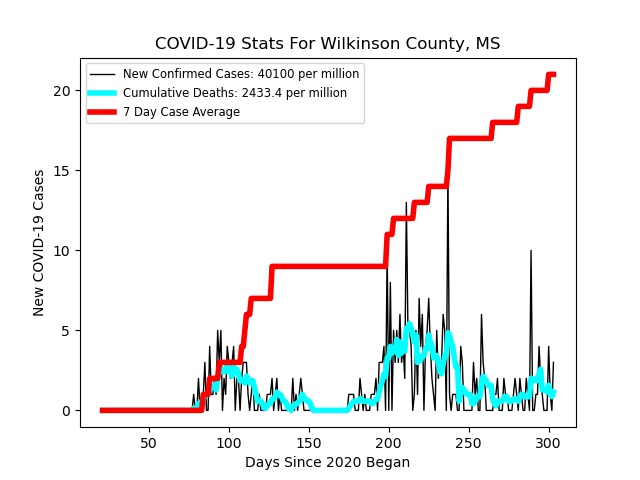 COVID-19 Stats For Wilkinson County, MS
New Confirmed Cases: 40100 per million
Cumulative Deaths: 2433.4 per million
7 Day Case Average
20
15
10
5
0
New COVID-19 Cases
50 100 150 200 250 300
Days Since 2020 Began